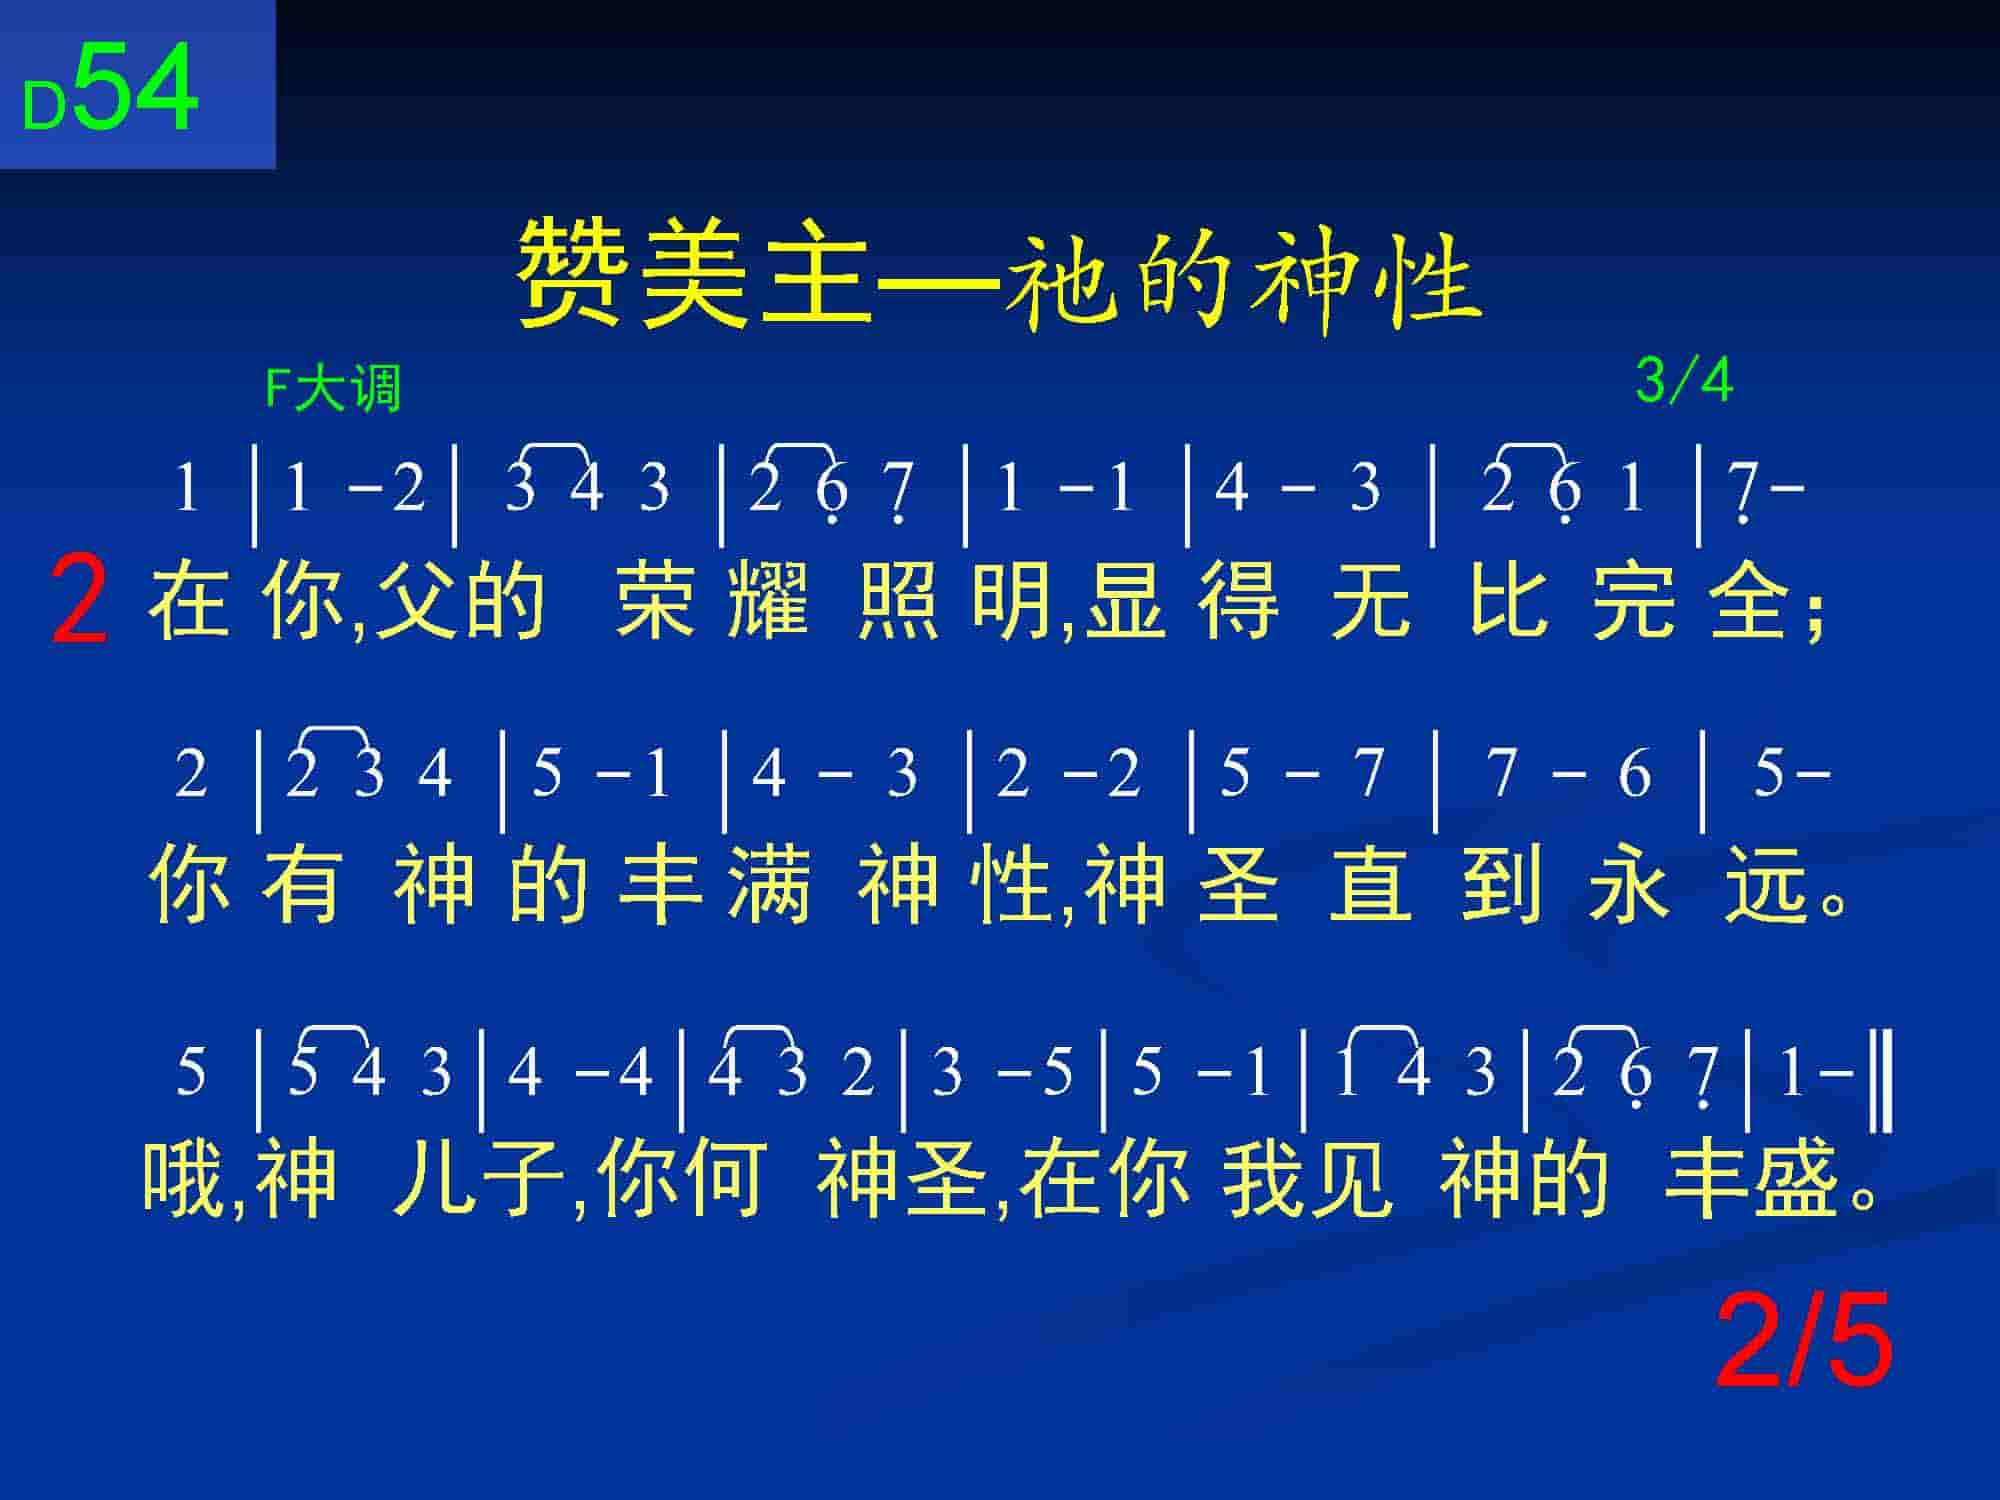 D54
赞美主—祂的神性
F大调 3/4
1 | 1 - 2 | 3 4 3 | 2 6̣ 7̣ | 1 - 1 | 4 - 3 | 2 6̣ 1 | 7̣ -
2 在你,父的荣耀照明,显得无比完全;
2 | 2 3 4 | 5 - 1 | 4 - 3 | 2 - 2 | 5 - 7 | 7 - 6 | 5 -
你有神的丰满神性,神圣直到永远。
5 | 5 4 3 | 4 - 4 | 4 3 2 | 3 - 5 | 5 - 1 | 1 4 3 | 2 6̣ 7̣ | 1 - ‖
哦,神儿子,你何神圣,在你我见神的丰盛。
2/5